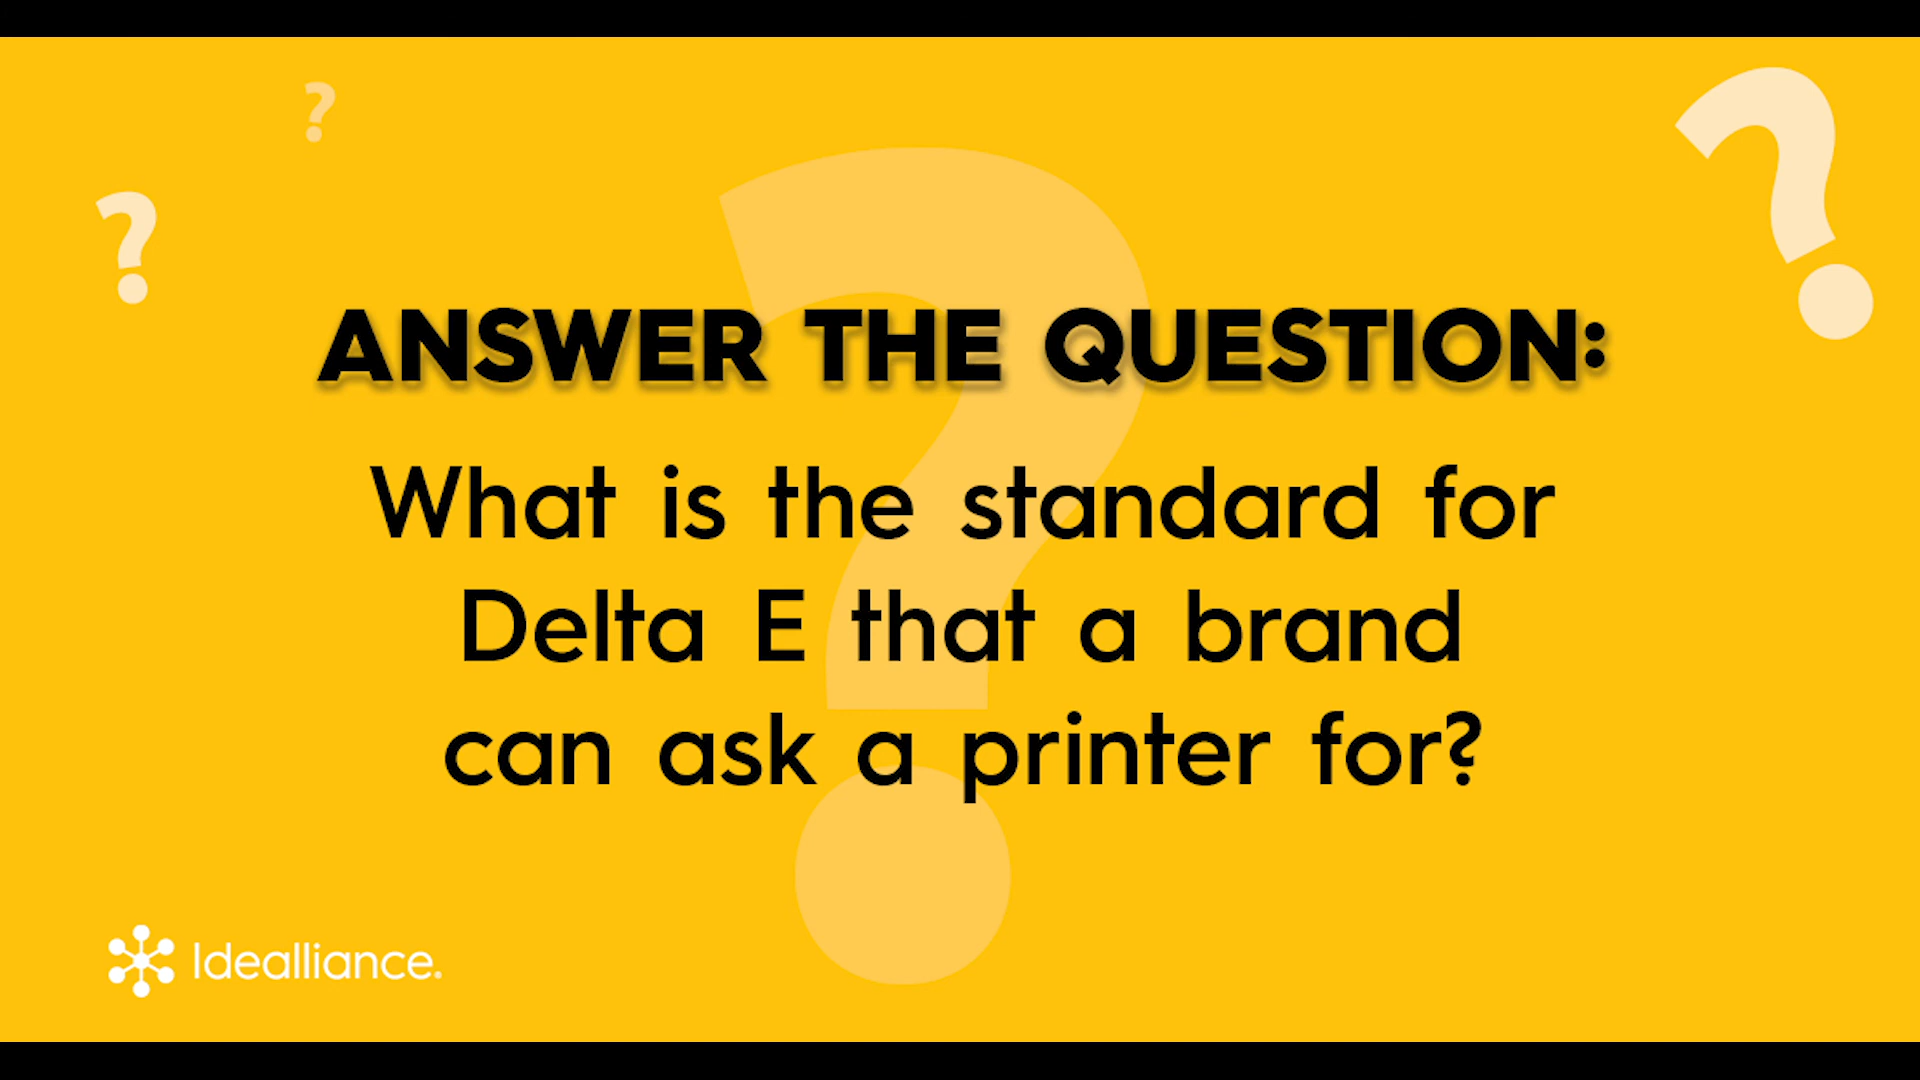 ANSWER THE QUESTION:
What is the standard for
Delta E that a brand
can ask a printer for?
Idealliance.